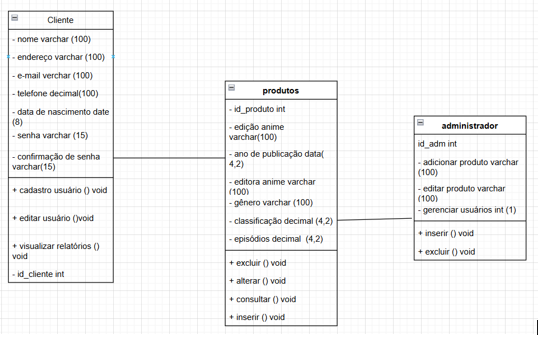 Cliente
- nome varchar (100)
- endereço varchar (100)
- e-mail verchar (100)
- telefone decimal(100)
- data de nascimento date
(8)
- senha varchar (15)
- confirmação de senha
varchar(15)
+ cadastro usuário () void
+ editar usuário ()void
+ visualizar relatórios ()
void
- id_cliente int
produtos
- id_produto int
- edição anime
varchar(100)
- ano de publicação data(
4,2)
- editora anime varchar
(100)
- gênero varchar (100)
- classificação decimal (4,2)
- episódios decimal (4,2)
+ excluir () void
+ alterar () void
+ consultar () void
+ inserir () void
administrador
id_adm int
- adicionar produto varchar
(100)
- editar produto varchar
(100)
- gerenciar usuários int (1)
+ inserir () void
+ excluir () void